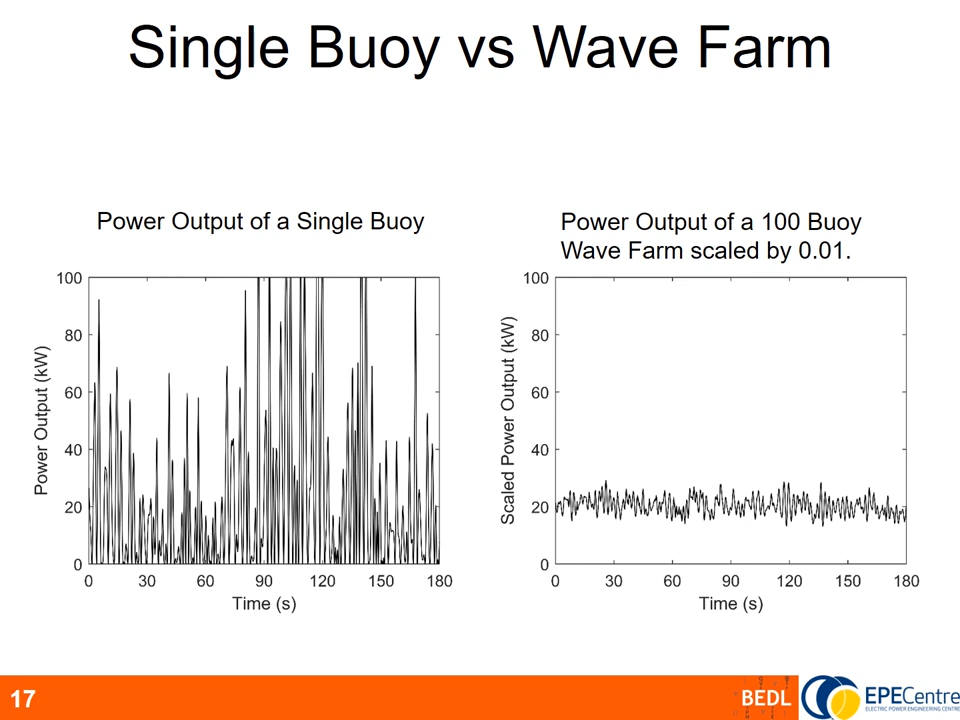 Single Buoy vs Wave Farm
Power Output of a Single Buoy
Power Output of a 100 Buoy
Wave Farm scaled by 0.01.
100
80
60
40
20
0
Power Output (kW)
0 30 60 90 120 150 180
Time (s)
100
80
60
40
20
0
Scaled Power Output (kW)
0 30 60 90 120 150 180
Time (s)
17
BEDL
EPECentre
ELECTRIC POWER ENGINEERING CENTRE